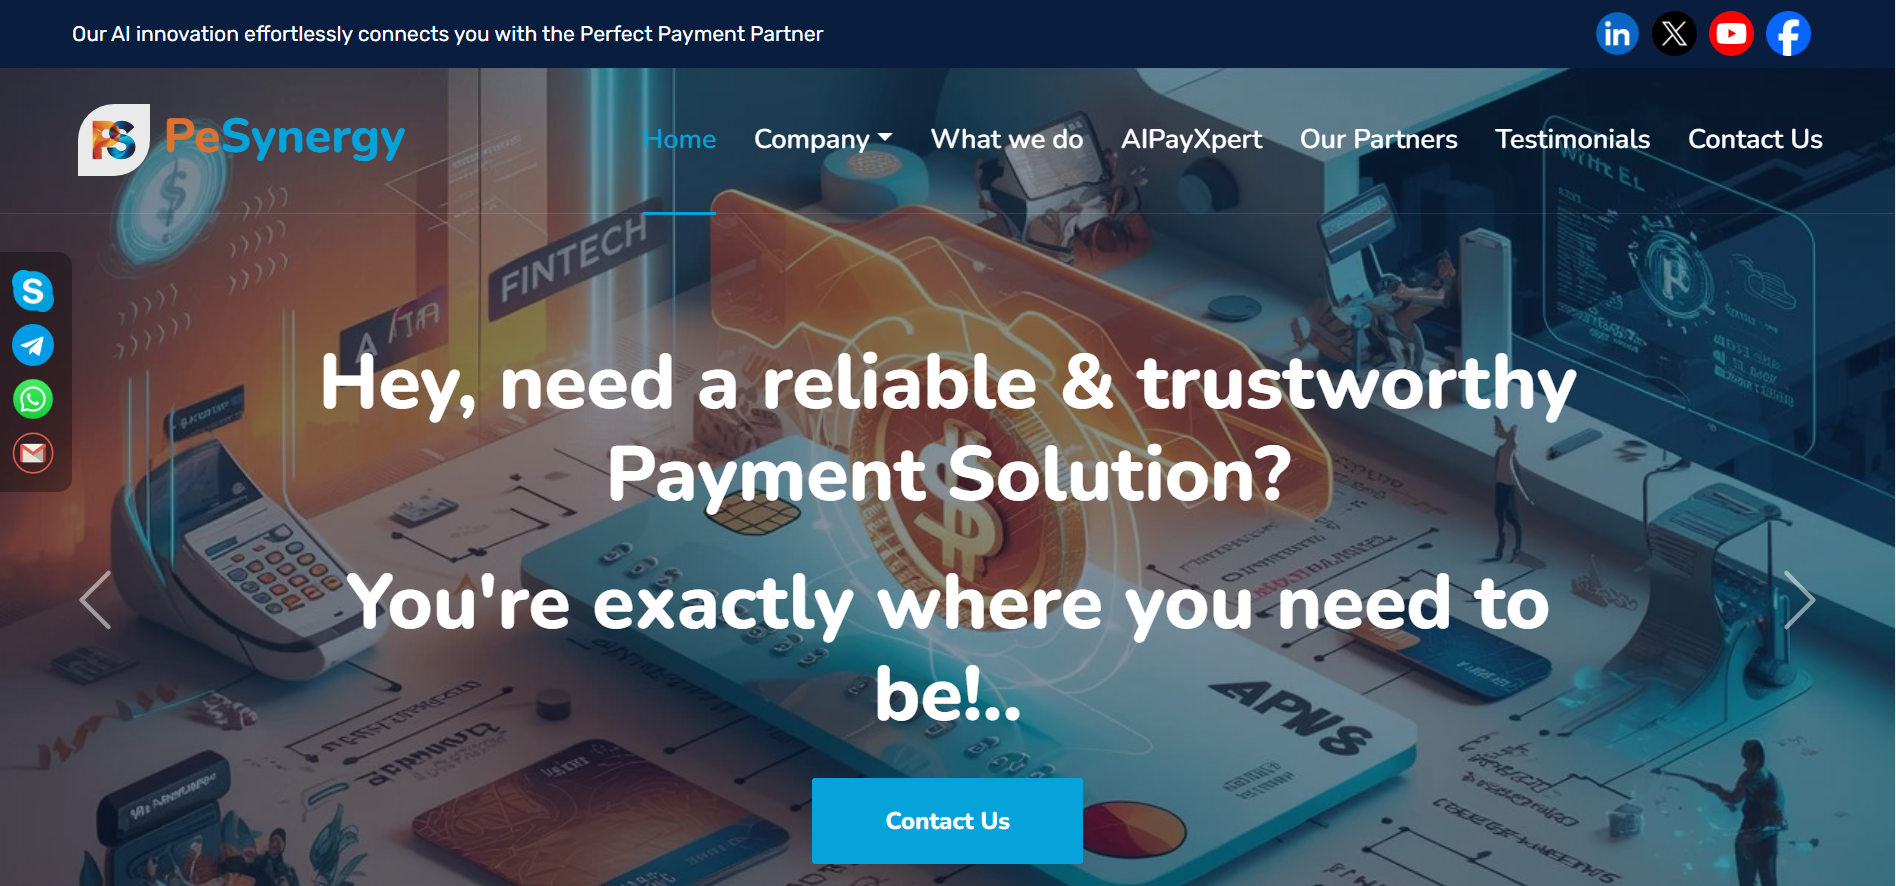 Our AI innovation effortlessly connects you with the Perfect Payment Partner
PS PeSynergy
Home Company What we do AIPayXpert Our Partners Testimonials Contact Us
FINTECH
Hey, need a reliable & trustworthy
Payment Solution?
You're exactly where you need to
be!..
APNS
Contact Us